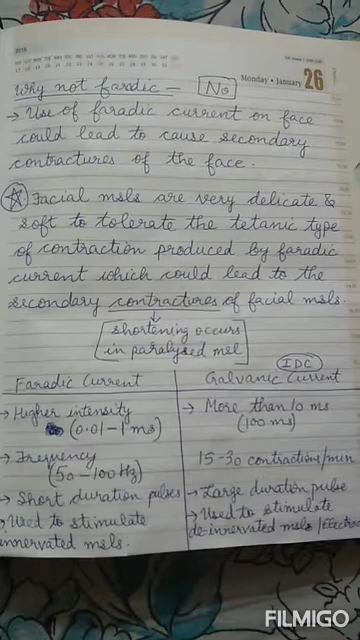 2015
Monday • January 26
Why not faradic = No
→ Use of faradic current on face
could lead to cause secondary
contractures of the face.
Facial msls are very delicate &
soft to tolerate the tetanic type
of contraction produced by faradic
current which could lead to the
secondary contractures of facial msls.
↓
shortening occurs
in paralysed msl
IDC
Faradic Current
Galvanic Current
→ Higher intensity
(0.01 – 1 ms)
→ More than 10 ms
(100 ms)
→ Frequency
(50 – 100 Hz)
15-30 contractions/min
→ Short duration pulses
→ Large duration pulse
→ Used to stimulate
innervated msls.
→ Used to stimulate
de-innervated msls /Electro
FILMIGO